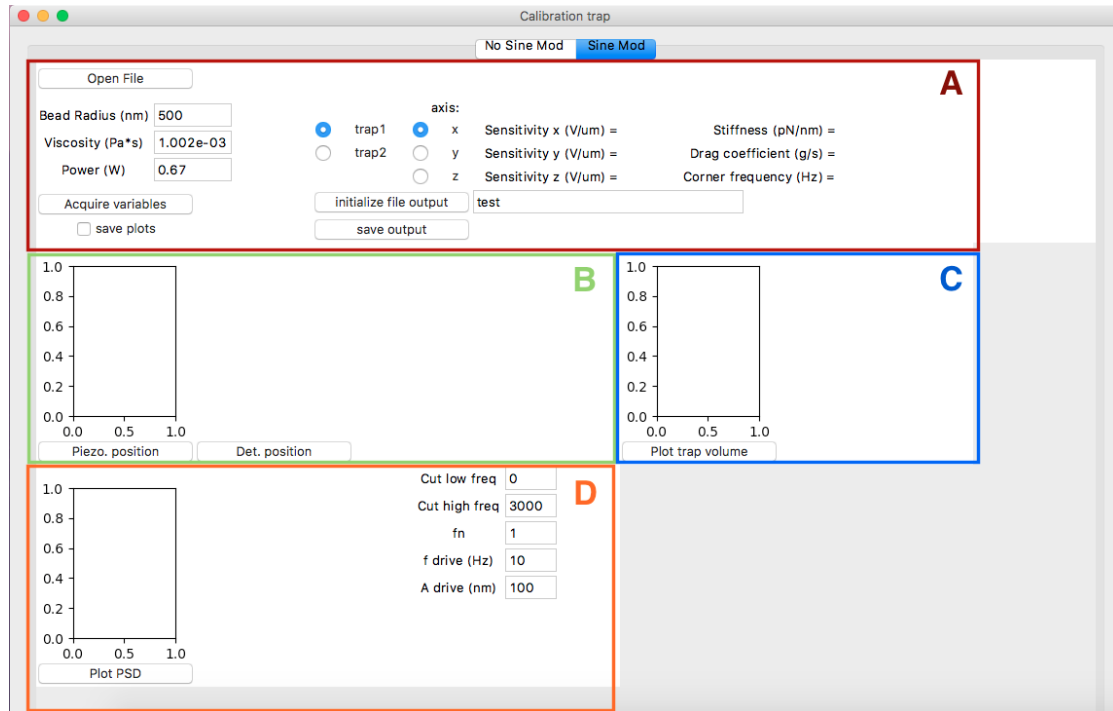 Calibration trap
No Sine Mod Sine Mod
A
Open File
axis:
Bead Radius (nm) 500
trap1 x Sensitivity x (V/um) = Stiffness (pN/nm) =
Viscosity (Pa*s) 1.002e-03
trap2 y Sensitivity y (V/um) = Drag coefficient (g/s) =
Power (W) 0.67
z Sensitivity z (V/um) = Corner frequency (Hz) =
Acquire variables initialize file output test
save plots save output
B
1.0
0.8
0.6
0.4
0.2
0.0
0.0 0.5 1.0
Piezo. position Det. position
C
1.0
0.8
0.6
0.4
0.2
0.0
0.0 0.5 1.0
Plot trap volume
D
1.0
0.8
0.6
0.4
0.2
0.0
0.0 0.5 1.0
Plot PSD
Cut low freq 0
Cut high freq 3000
fn 1
f drive (Hz) 10
A drive (nm) 100